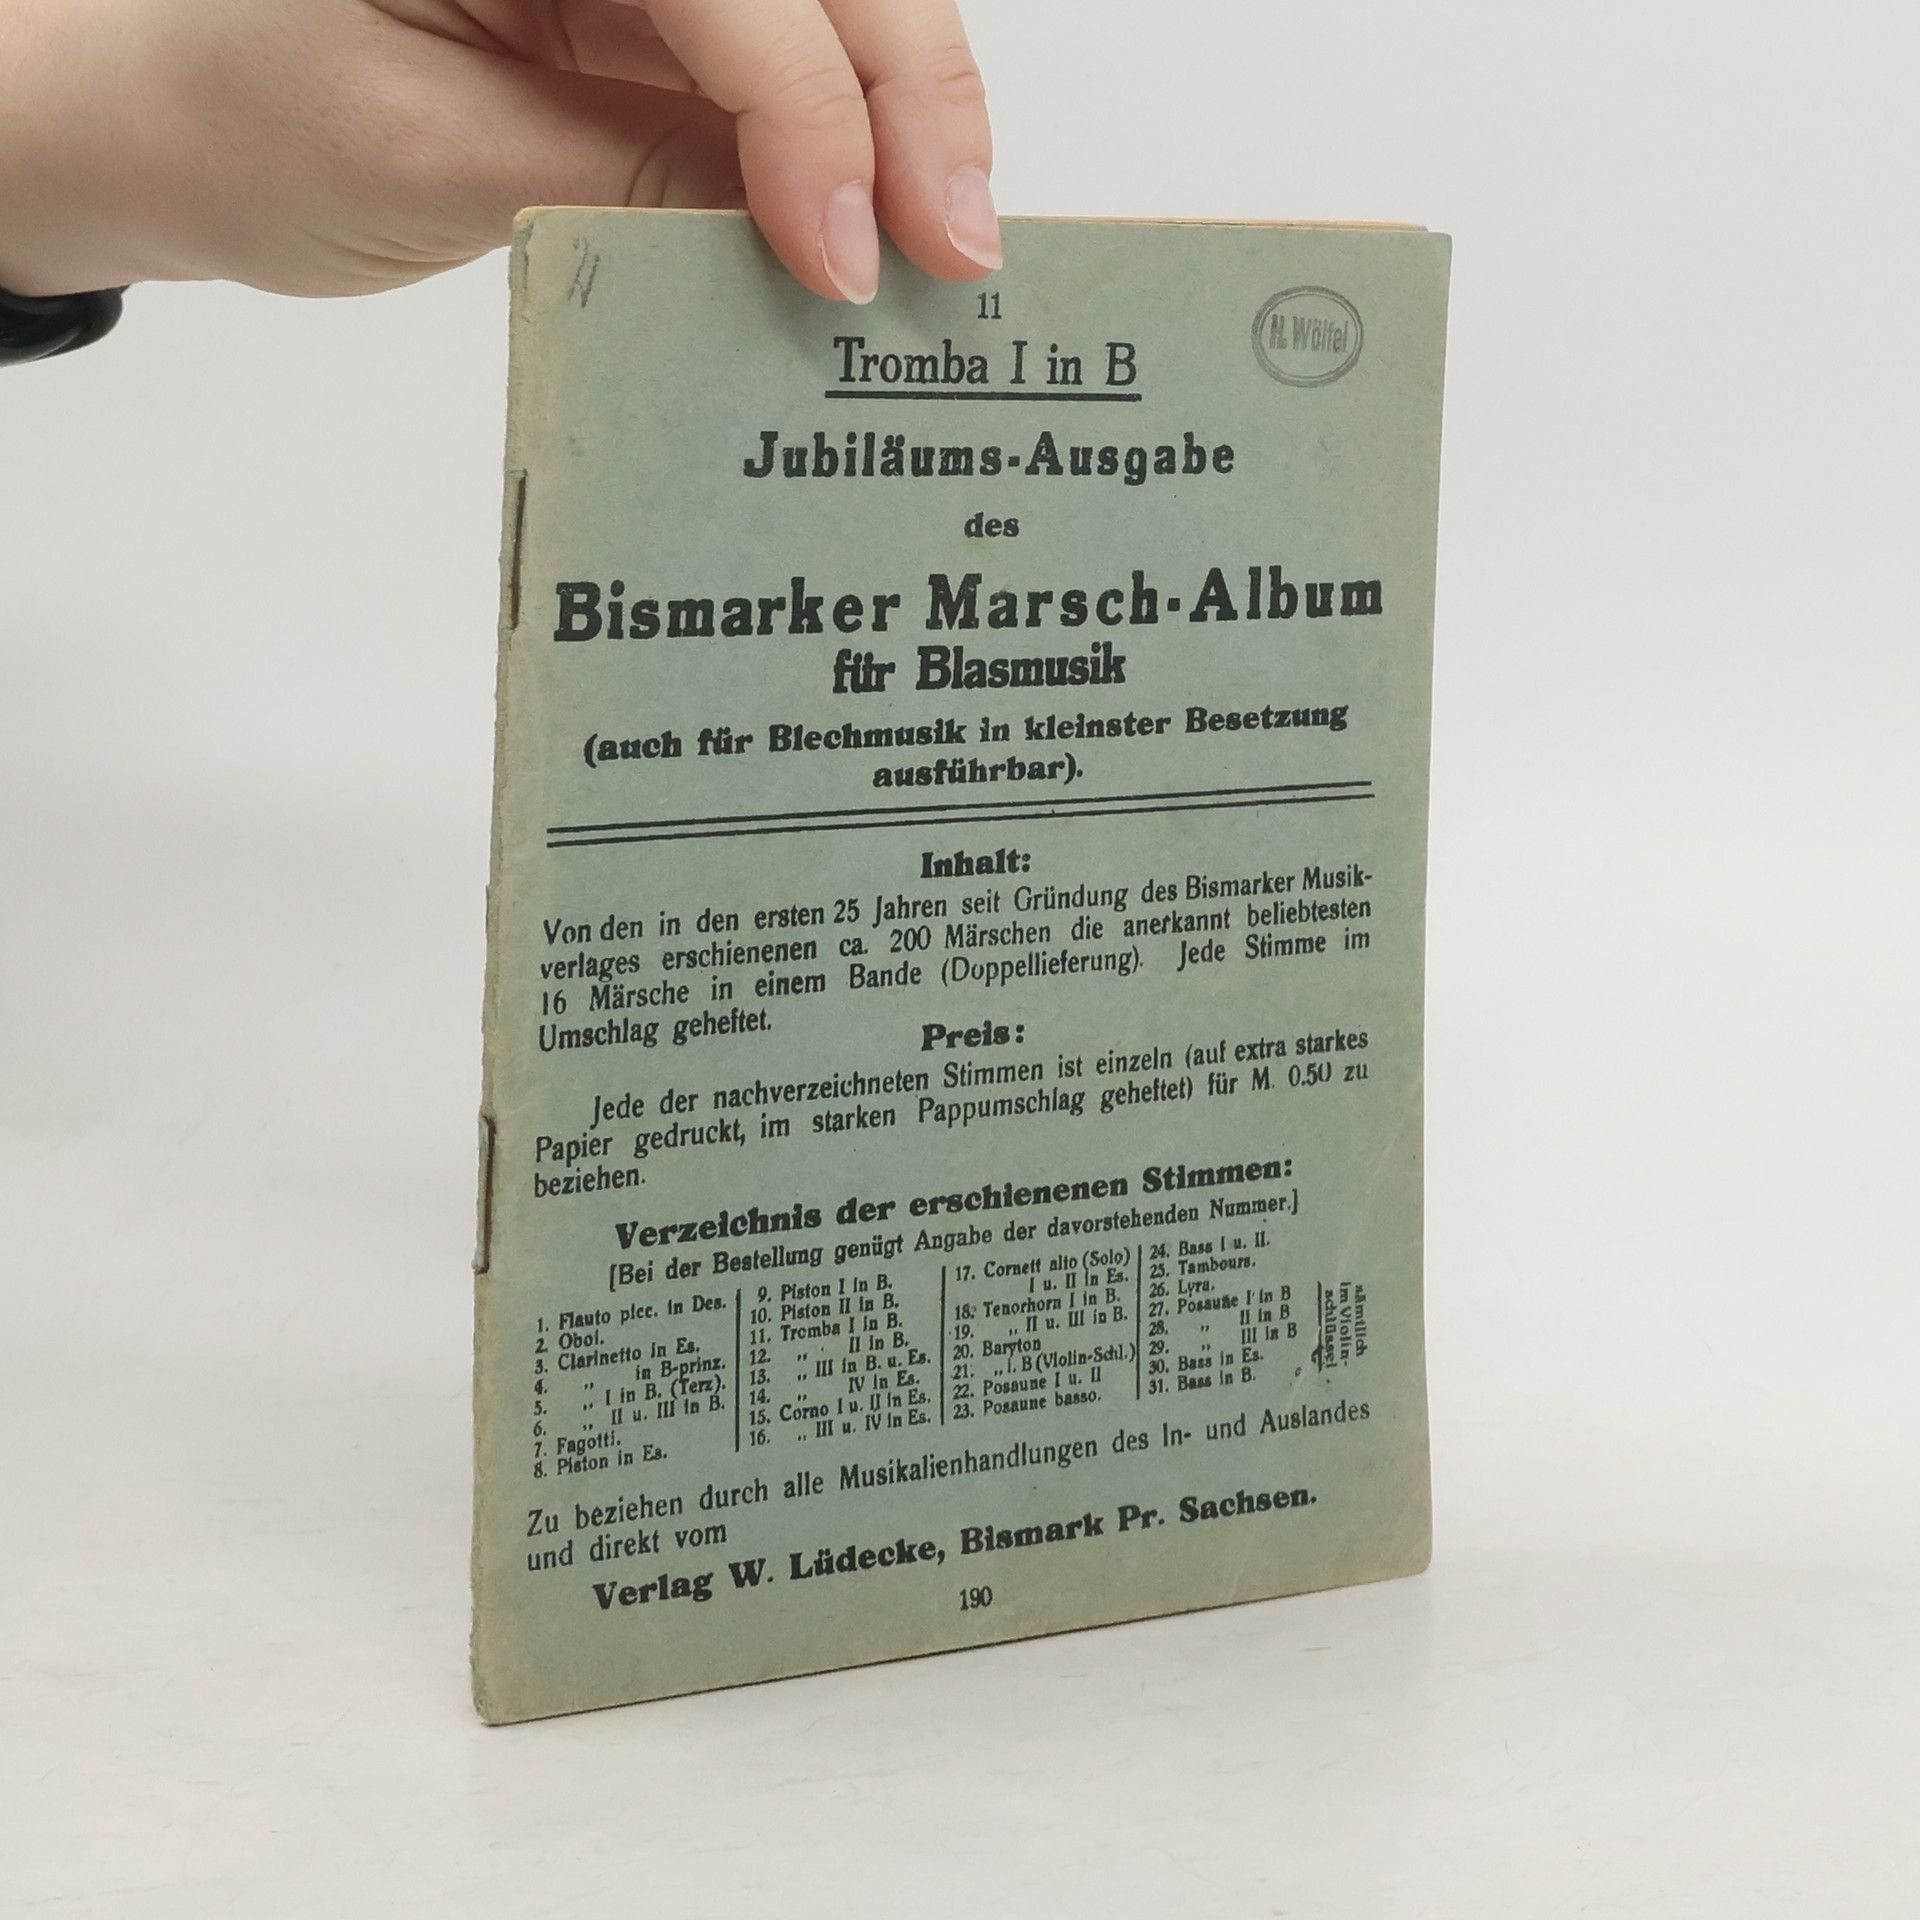 11
H. Wölfel
Tromba I in B
Jubiläums-Ausgabe
des
Bismarker Marsch-Album
für Blasmusik
(auch für Blechmusik in kleinster Besetzung
ausführbar).
Inhalt:
Von den in den ersten 25 Jahren seit Gründung des Bismarker Musik-
verlages erschienenen ca. 200 Märschen die anerkannt beliebtesten
16 Märsche in einem Bande (Doppellieferung). Jede Stimme im
Umschlag geheftet.
Preis:
Jede der nachverzeichneten Stimmen ist einzeln (auf extra starkes
Papier gedruckt, im starken Pappumschlag geheftet) für M. 0.50 zu
beziehen.
Verzeichnis der erschienenen Stimmen:
[Bei der Bestellung genügt Angabe der davorstehenden Nummer.]
1. Flauto picc. in Des.
2. Oboi.
3. Clarinetto in Es.
4. „ in B-prinz.
5. „ I in B. (Terz).
6. „ II u. III in B.
7. Fagotti.
8. Piston in Es.
9. Piston I in B.
10. Piston II in B.
11. Tromba I in B.
12. „ II in B.
13. „ III in B. u. Es.
14. „ IV in Es.
15. Corno I u. II in Es.
16. „ III u. IV in Es.
17. Cornett alto (Solo)
I u. II in Es.
18. Tenorhorn I in B.
19. „ II u. III in B.
20. Baryton
21. „ i. B (Violin-Schl.)
22. Posaune I u. II
23. Posaune basso.
24. Bass I u. II.
25. Tambours.
26. Lyra.
27. Posaune I in B
28. „ II in B
29. „ III in B
30. Bass in Es.
31. Bass in B.
sämtlich
im Violin-
schlüssel
Zu beziehen durch alle Musikalienhandlungen des In- und Auslandes
und direkt vom
Verlag W. Lüdecke, Bismark Pr. Sachsen.
190